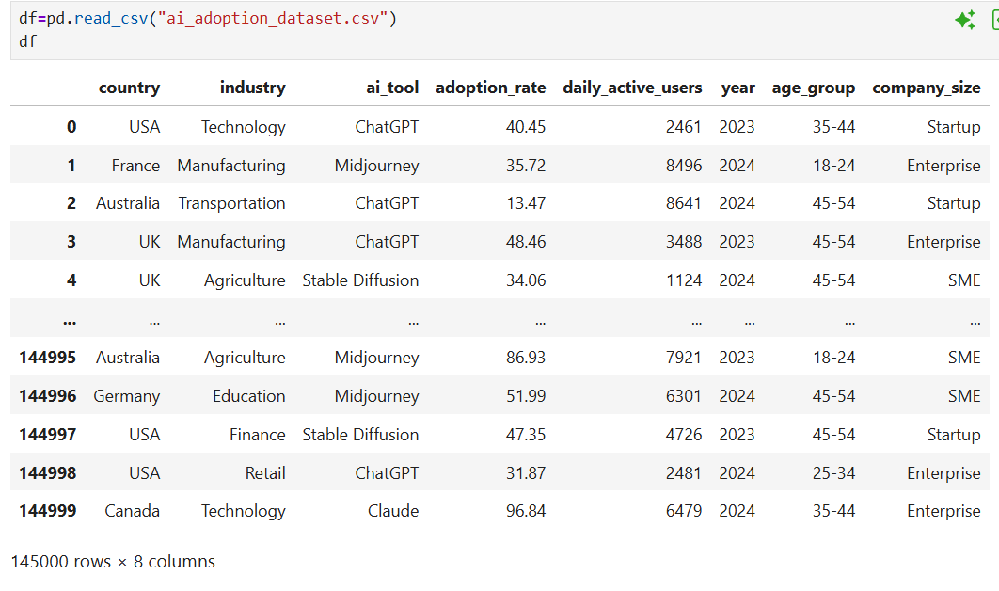 df=pd.read_csv("ai_adoption_dataset.csv")
df
country industry ai_tool adoption_rate daily_active_users year age_group company_size
0 USA Technology ChatGPT 40.45 2461 2023 35-44 Startup
1 France Manufacturing Midjourney 35.72 8496 2024 18-24 Enterprise
2 Australia Transportation ChatGPT 13.47 8641 2024 45-54 Startup
3 UK Manufacturing ChatGPT 48.46 3488 2023 45-54 Enterprise
4 UK Agriculture Stable Diffusion 34.06 1124 2024 45-54 SME
... ... ... ... ... ... ... ... ...
144995 Australia Agriculture Midjourney 86.93 7921 2023 18-24 SME
144996 Germany Education Midjourney 51.99 6301 2024 45-54 SME
144997 USA Finance Stable Diffusion 47.35 4726 2023 45-54 Startup
144998 USA Retail ChatGPT 31.87 2481 2024 25-34 Enterprise
144999 Canada Technology Claude 96.84 6479 2024 35-44 Enterprise
145000 rows × 8 columns